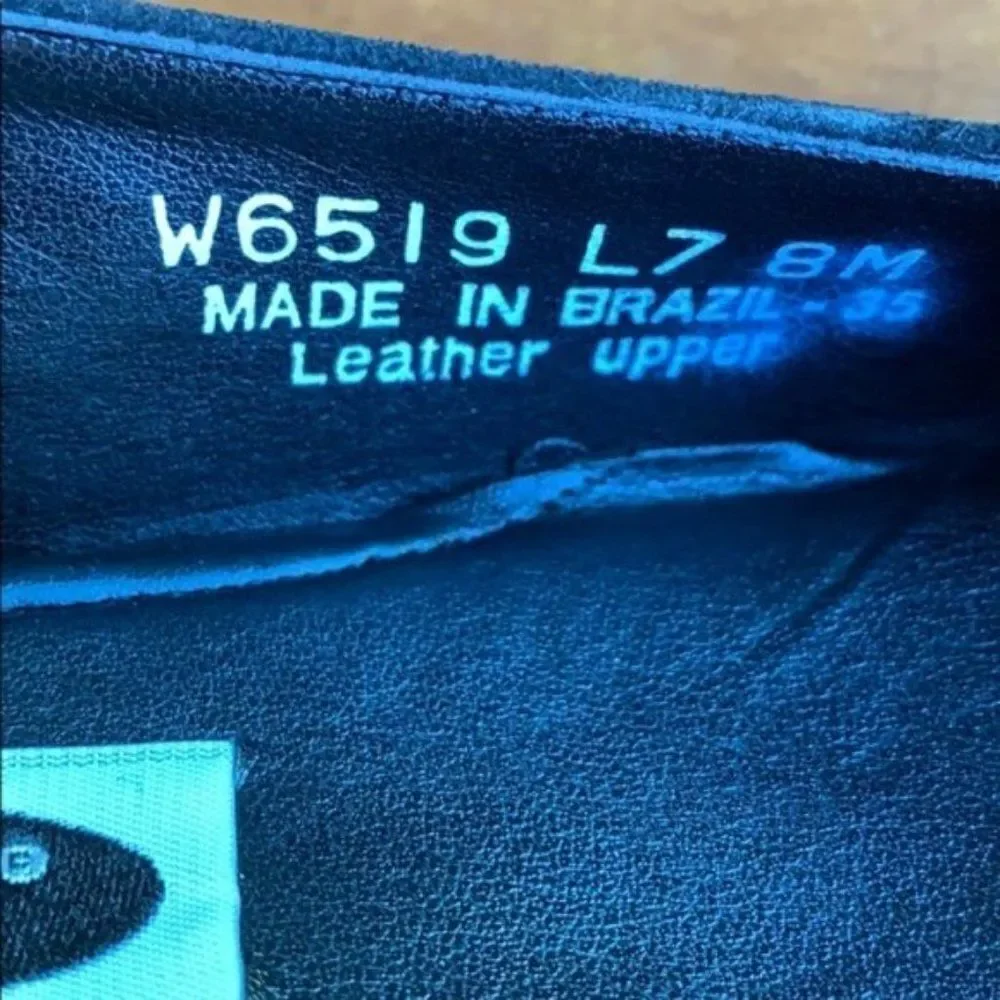 W6519 L7 8M
MADE IN BRAZIL - 35
Leather upper